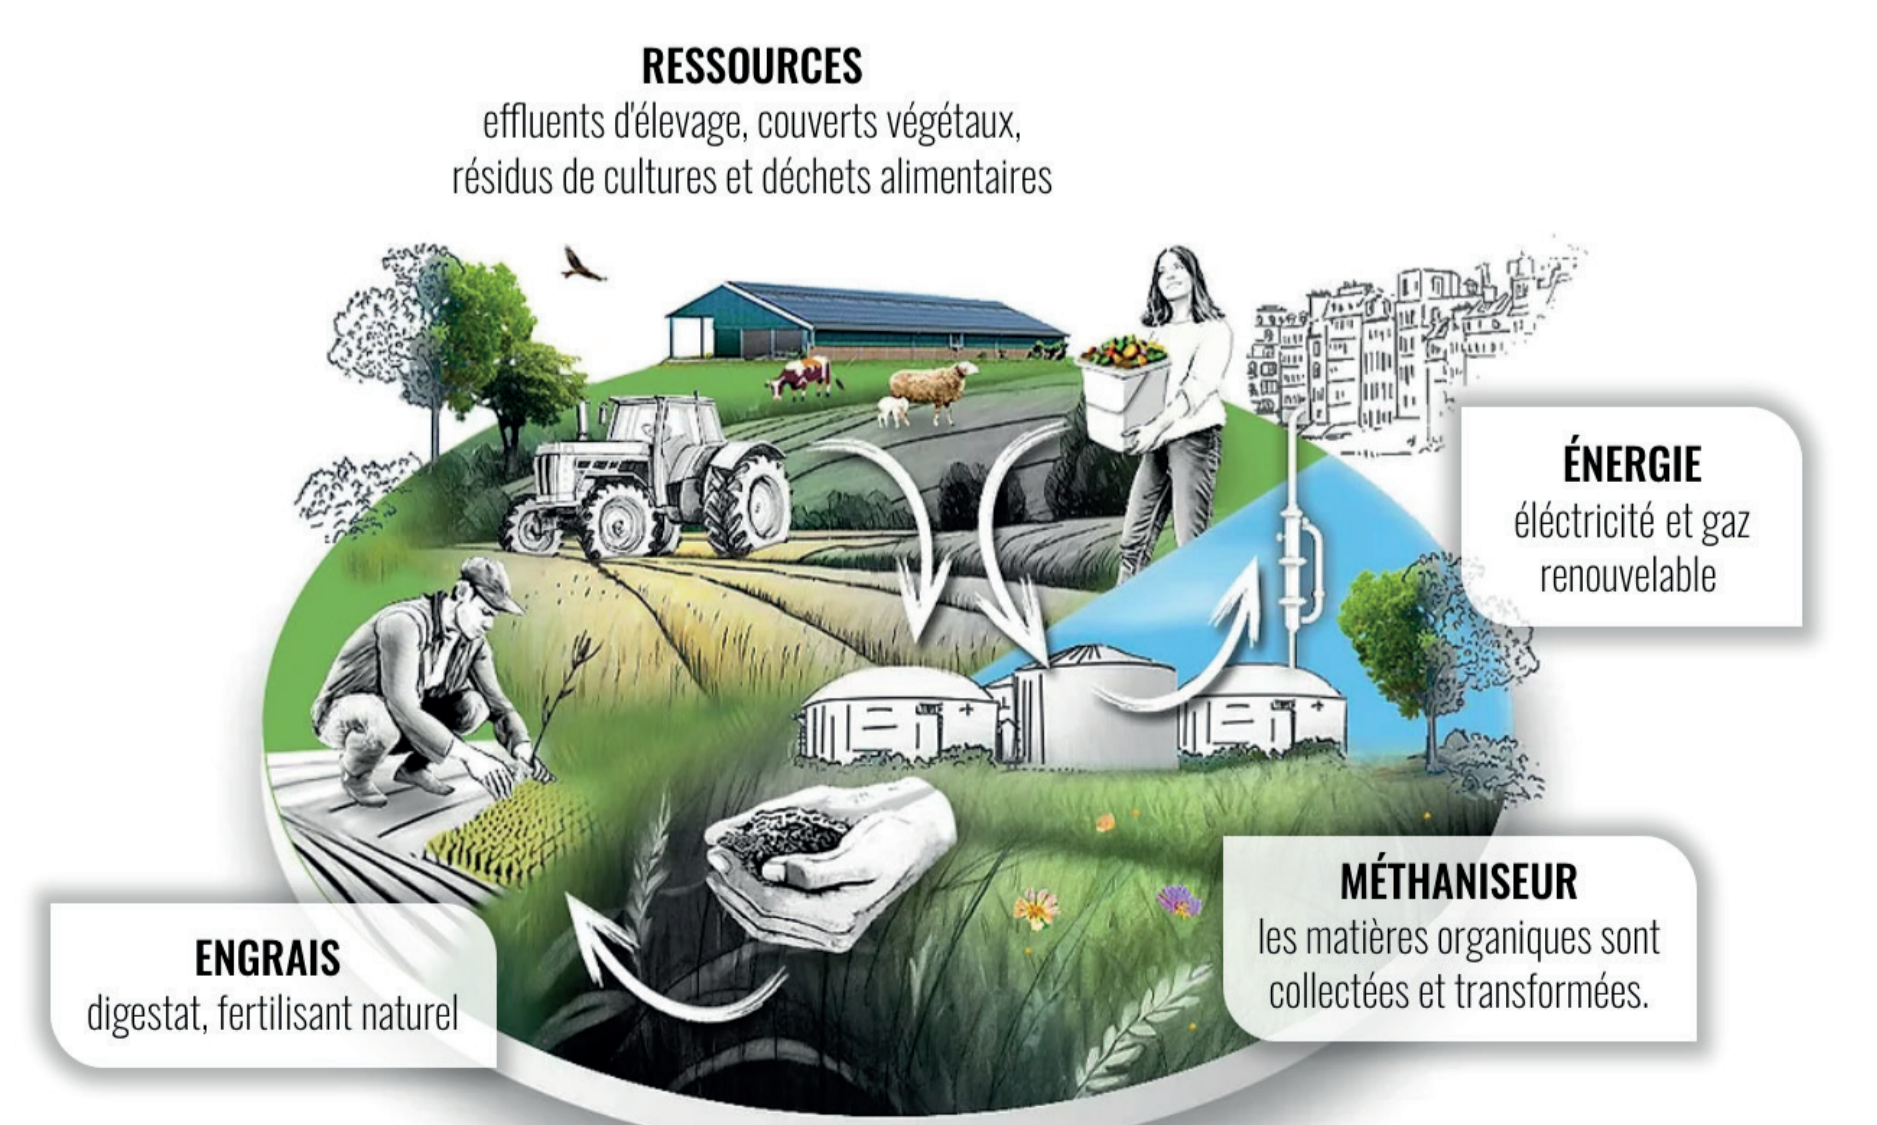 RESSOURCES
effluents d'élevage, couverts végétaux,
résidus de cultures et déchets alimentaires
ÉNERGIE
éléctricité et gaz
renouvelable
MÉTHANISEUR
les matières organiques sont
collectées et transformées.
ENGRAIS
digestat, fertilisant naturel